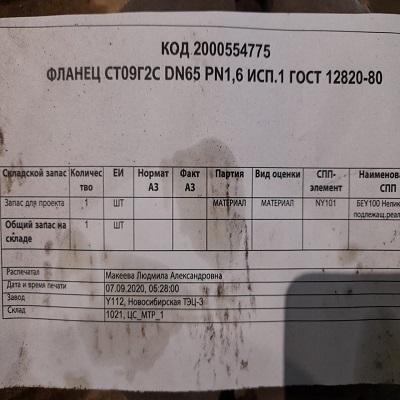 КОД 2000554775
ФЛАНЕЦ СТ09Г2С DN65 PN1,6 ИСП.1 ГОСТ 12820-80
Складской запас Количес ЕИ Нормат Факт Партия Вид оценки СПП- Наименова
тво АЗ АЗ элемент СПП
Запас для проекта 1 ШТ МАТЕРИАЛ МАТЕРИАЛ NY101 БЕY100 Нелик
подлежащ.реал
Общий запас на 1 ШТ
складе
Распечатал Макеева Людмила Александровна
Дата и время печати 07.09.2020, 05:28:00
Завод Y112, Новосибирская ТЭЦ-3
Склад 1021, ЦС_МТР_1